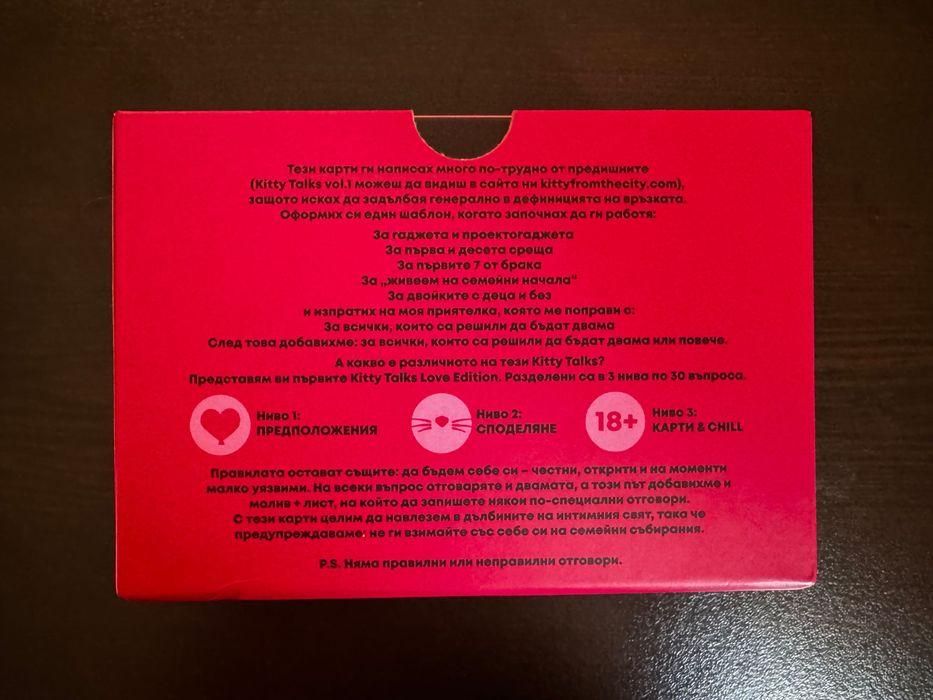 Тези карти ги написах много по-трудно от предишните
(Kitty Talks vol.1 можеш да видиш в сайта ни kittyfromthecity.com),
защото исках да задълбая генерално в дефиницията на връзката.
Оформих си един шаблон, когато започнах да ги работя:
За гаджета и проектогаджета
За първа и десета среща
За първите 7 от брака
За „живеем на семейни начала“
За двойките с деца и без
и изпратих на моя приятелка, която ме поправи с:
За всички, които са решили да бъдат двама
След това добавихме: за всички, които са решили да бъдат двама или повече.
А какво е различното на тези Kitty Talks?
Представям ви първите Kitty Talks Love Edition. Разделени са в 3 нива по 30 въпроса.
Ниво 1:
ПРЕДПОЛОЖЕНИЯ
Ниво 2:
СПОДЕЛЯНЕ
18+
Ниво 3:
КАРТИ & CHILL
Правилата остават същите: да бъдем себе си – честни, открити и на моменти
малко уязвими. На всеки въпрос отговаряте и двамата, а този път добавихме и
молив + лист, на който да запишете някои по-специални отговори.
С тези карти целим да навлезем в дълбините на интимния свят, така че
предупреждаваме: не ги взимайте със себе си на семейни събирания.
P.S. Няма правилни или неправилни отговори.